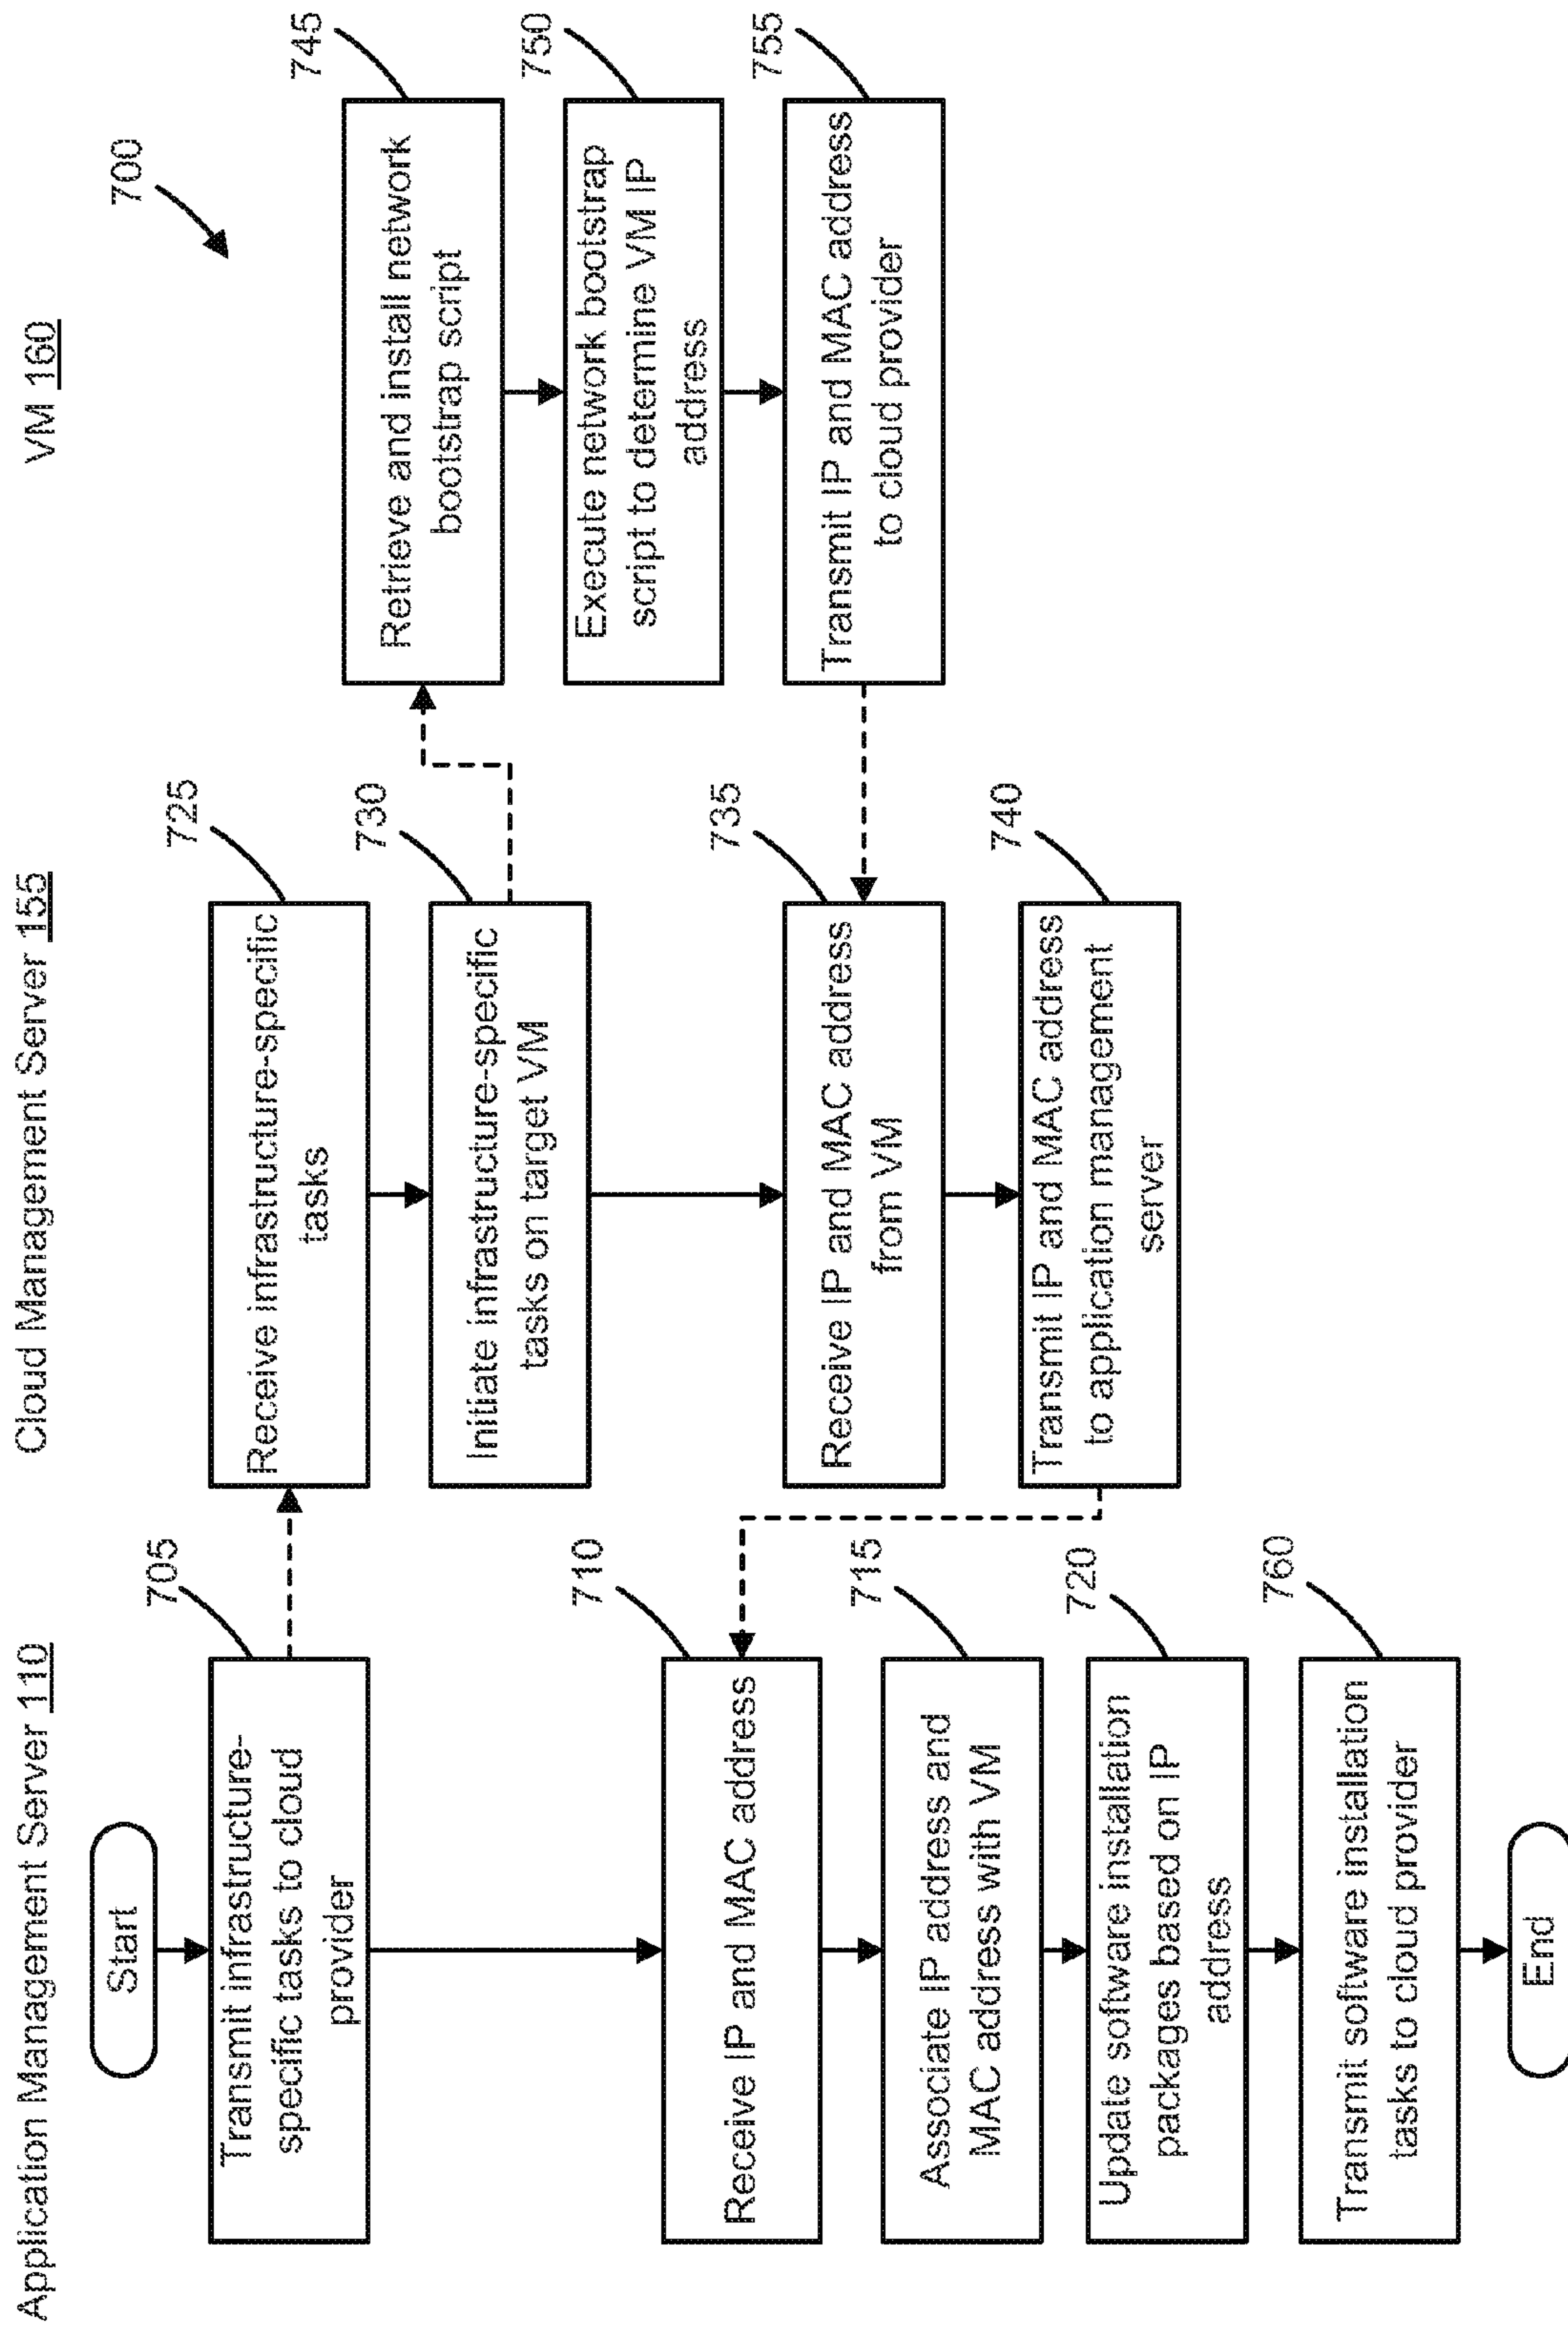 Application Management Server 110
Cloud Management Server 155
VM 160
700
Start
705
Transmit infrastructure-
specific tasks to cloud
provider
710
Receive IP and MAC address
715
Associate IP address and
MAC address with VM
720
Update software installation
packages based on IP
address
760
Transmit software installation
tasks to cloud provider
End
725
Receive infrastructure-specific
tasks
730
Initiate infrastructure-specific
tasks on target VM
735
Receive IP and MAC address
from VM
740
Transmit IP and MAC address
to application management
server
745
Retrieve and install network
bootstrap script
750
Execute network bootstrap
script to determine VM IP
address
755
Transmit IP and MAC address
to cloud provider